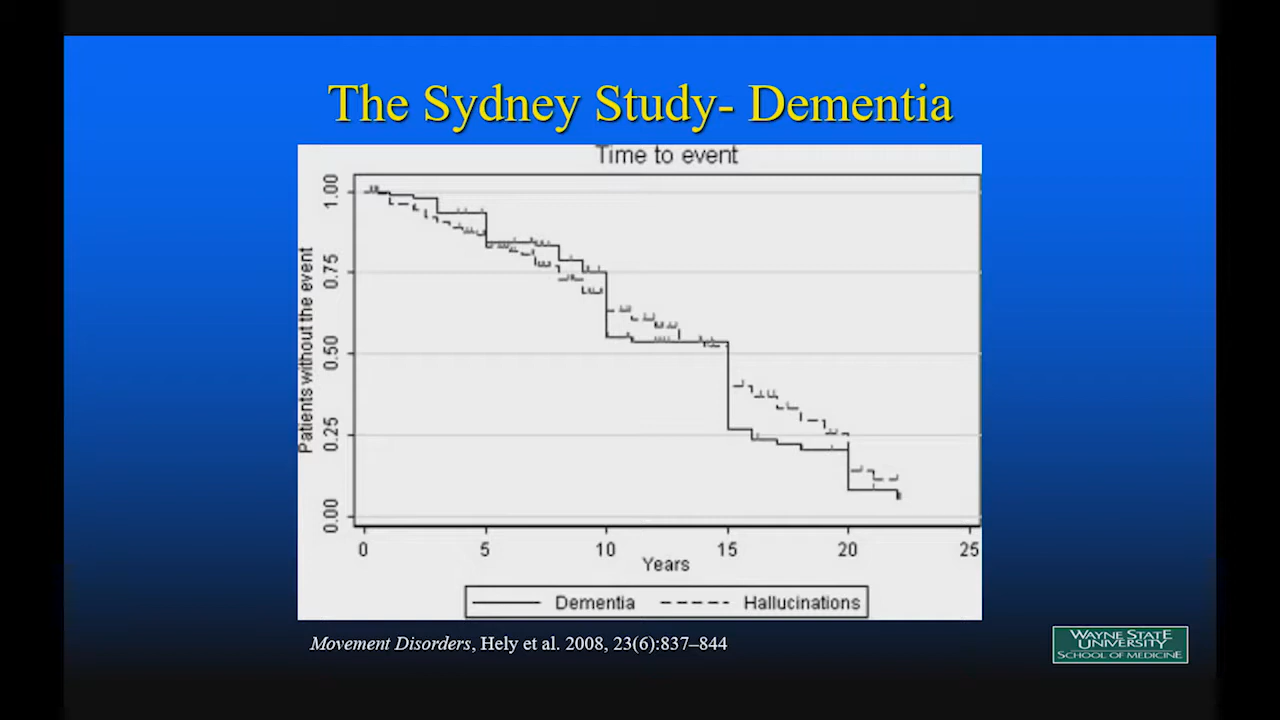 The Sydney Study- Dementia
Time to event
Patients without the event
1.00
0.75
0.50
0.25
0.00
0 5 10 15 20 25
Years
Dementia Hallucinations
Movement Disorders, Hely et al. 2008, 23(6):837–844
WAYNE STATE
UNIVERSITY
SCHOOL OF MEDICINE